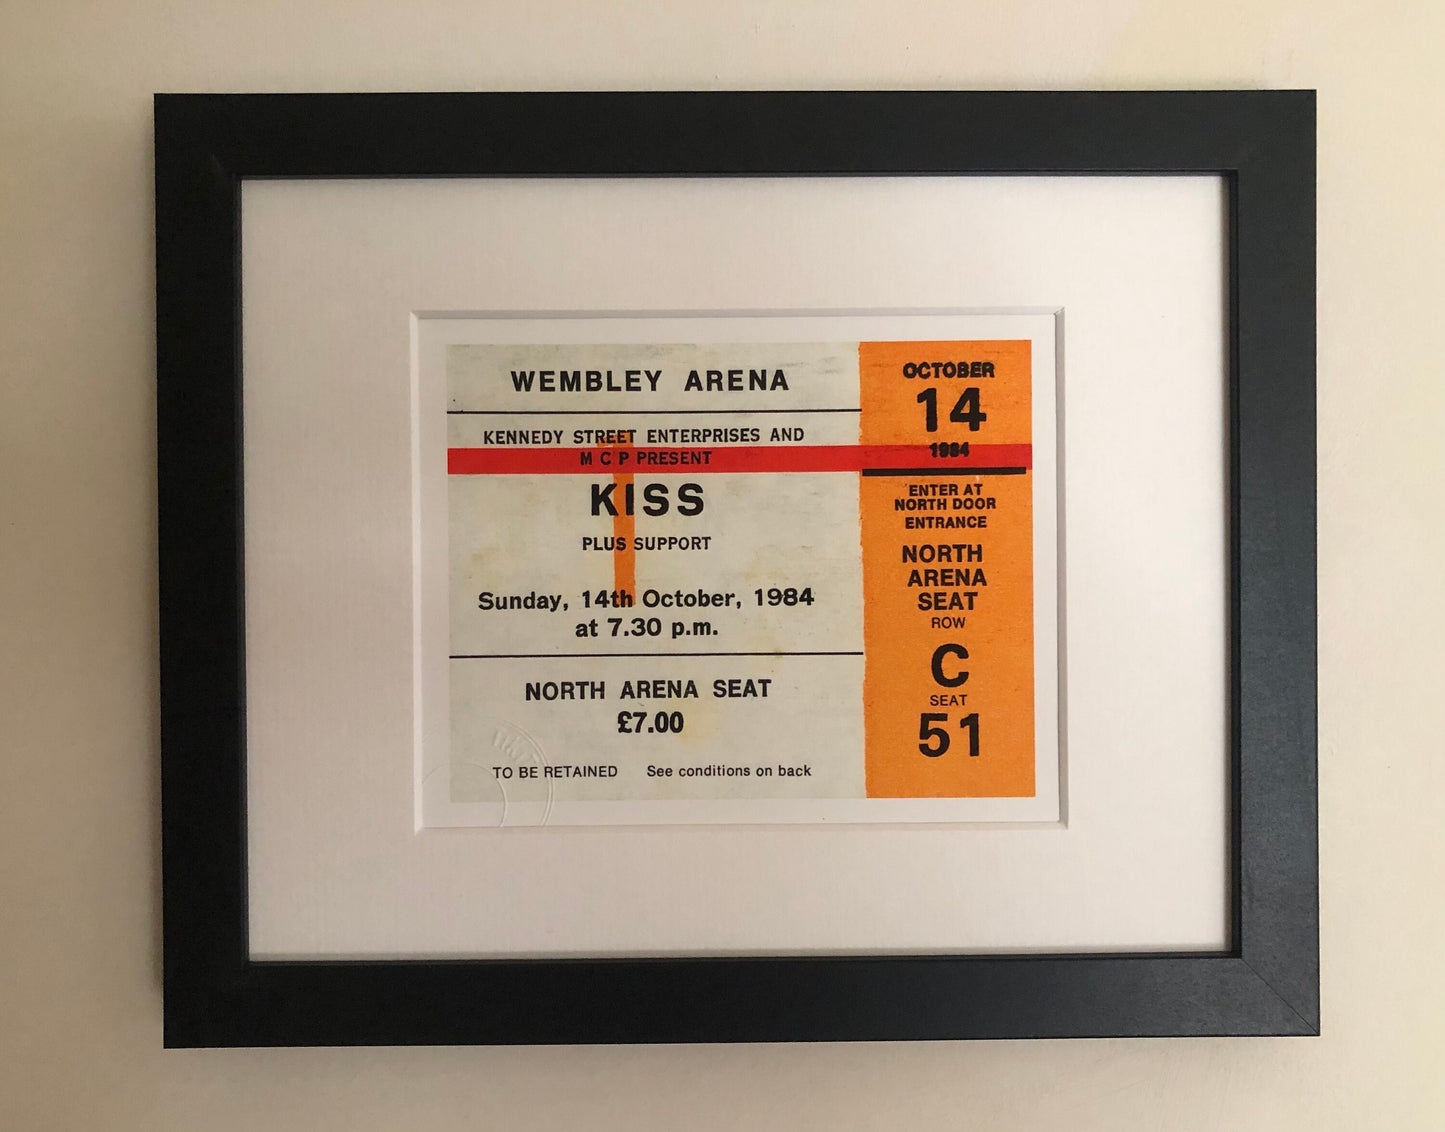 WEMBLEY ARENA
KENNEDY STREET ENTERPRISES AND
M C P PRESENT
KISS
PLUS SUPPORT
Sunday, 14th October, 1984
at 7.30 p.m.
NORTH ARENA SEAT
£7.00
TO BE RETAINED See conditions on back
OCTOBER
14
1984
ENTER AT
NORTH DOOR
ENTRANCE
NORTH
ARENA
SEAT
ROW
C
SEAT
51